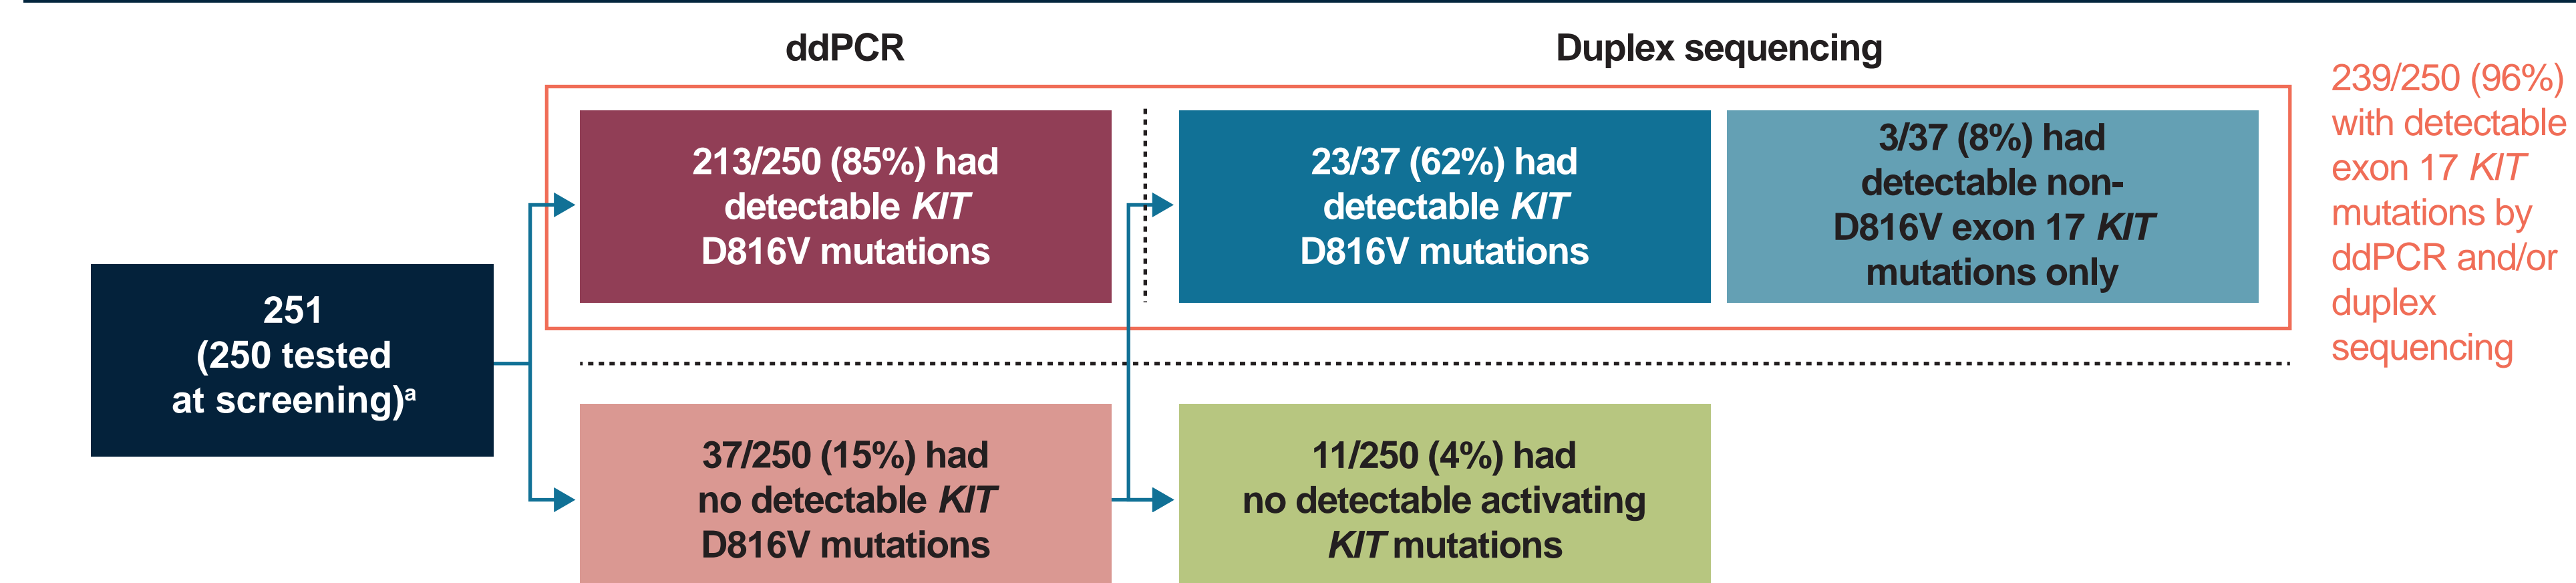 ddPCR
Duplex sequencing
251
(250 tested
at screening)a
213/250 (85%) had
detectable KIT
D816V mutations
23/37 (62%) had
detectable KIT
D816V mutations
3/37 (8%) had
detectable non-
D816V exon 17 KIT
mutations only
239/250 (96%)
with detectable
exon 17 KIT
mutations by
ddPCR and/or
duplex
sequencing
37/250 (15%) had
no detectable KIT
D816V mutations
11/250 (4%) had
no detectable activating
KIT mutations